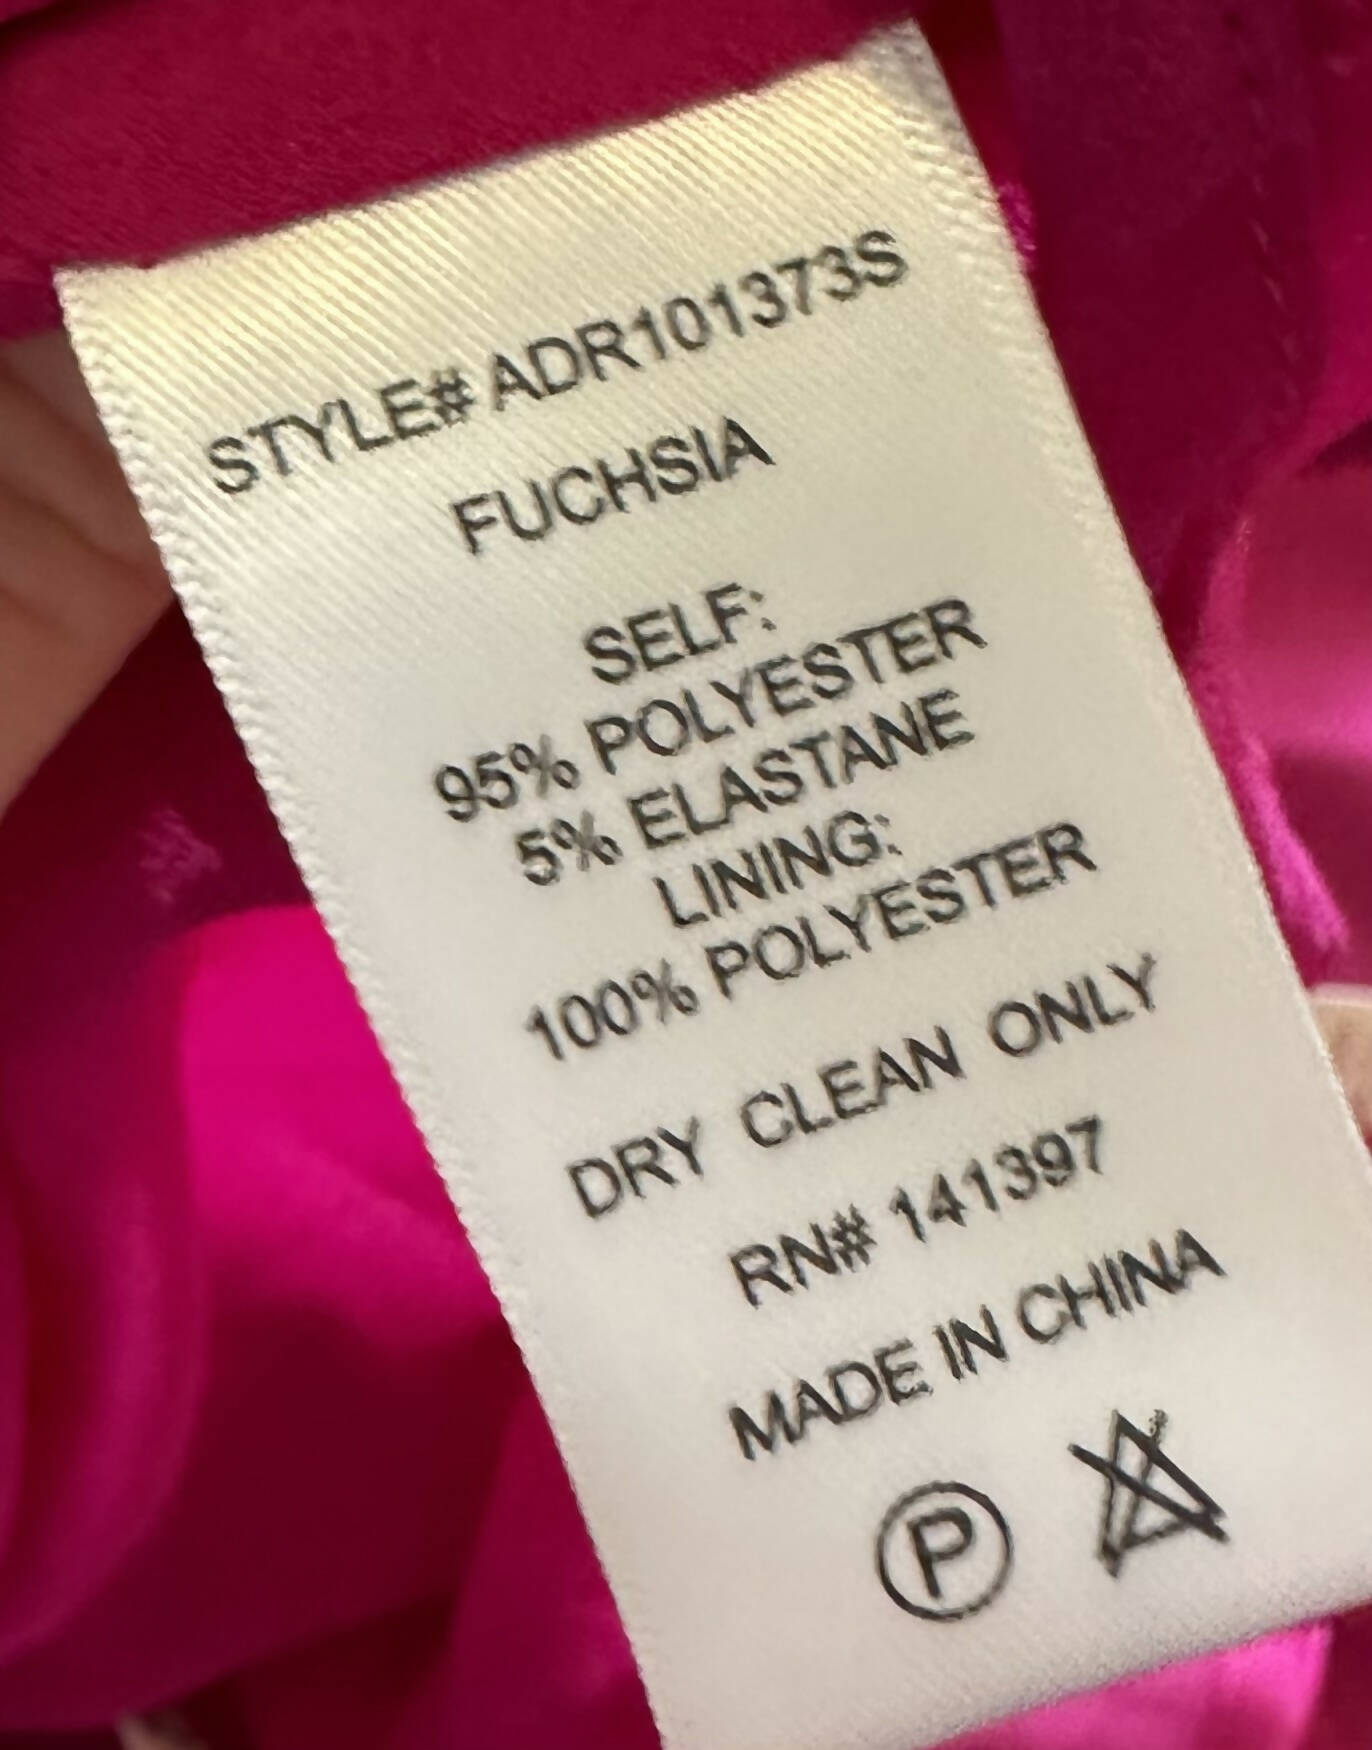 STYLE# ADR101373S
FUCHSIA
SELF:
95% POLYESTER
5% ELASTANE
LINING:
100% POLYESTER
DRY CLEAN ONLY
RN# 141397
MADE IN CHINA
P